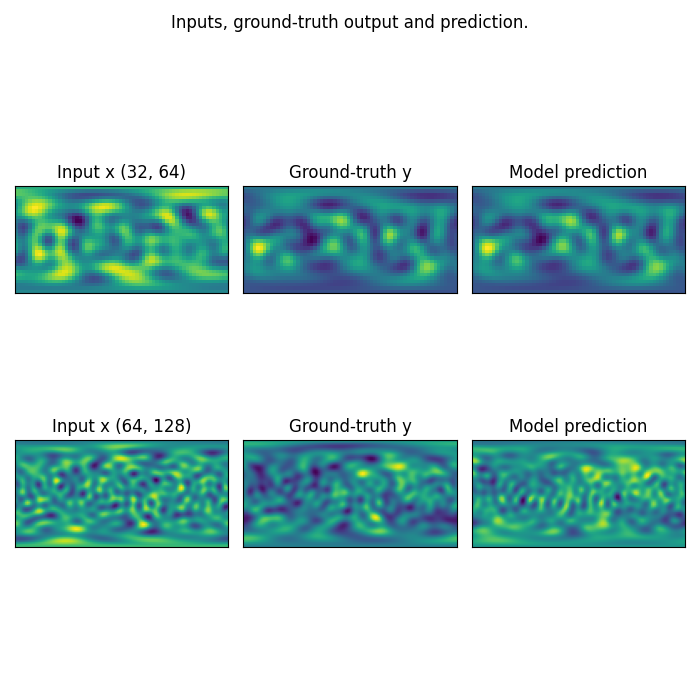 Inputs, ground-truth output and prediction.
Input x (32, 64)
Ground-truth y
Model prediction
Input x (64, 128)
Ground-truth y
Model prediction